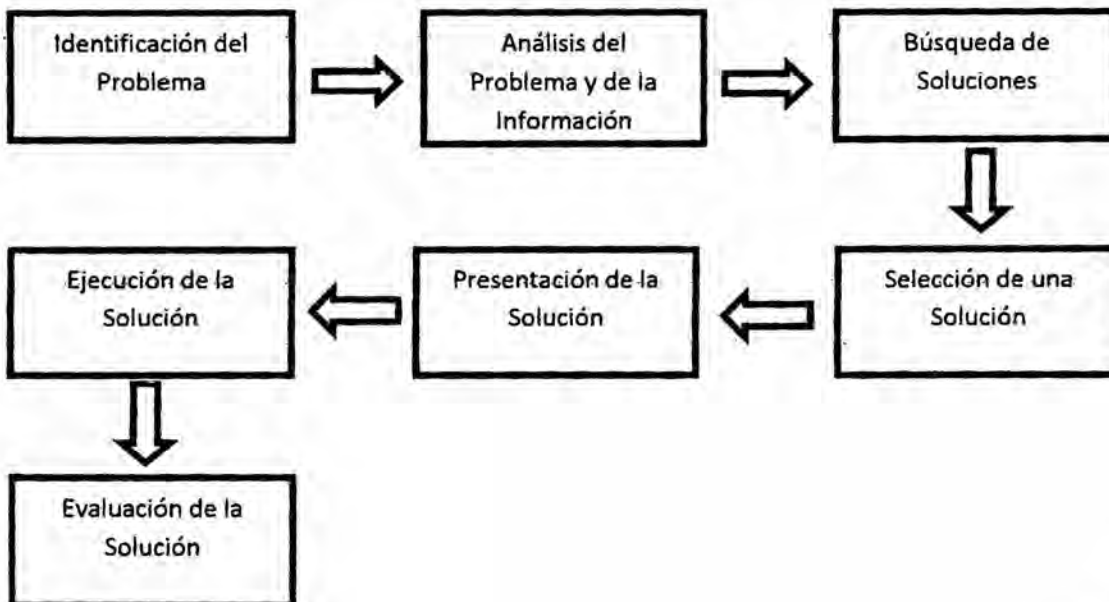 Identificación del
Problema
Análisis del
Problema y de la
Información
Búsqueda de
Soluciones
Selección de una
Solución
Presentación de la
Solución
Ejecución de la
Solución
Evaluación de la
Solución